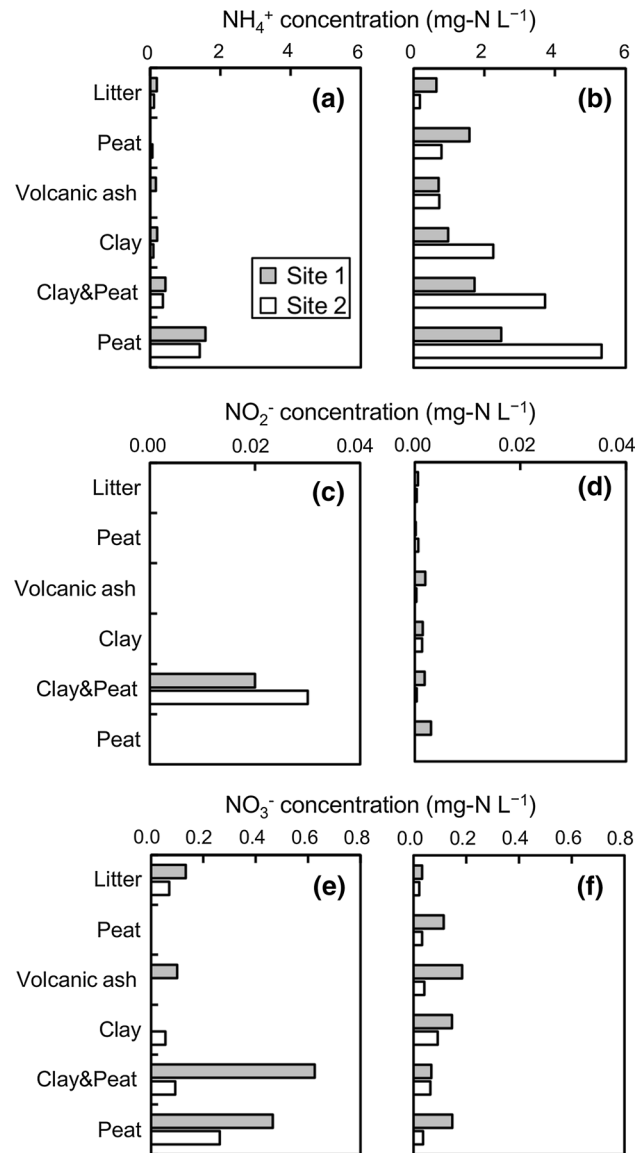 NH₄⁺ concentration (mg-N L⁻¹)
0 2 4 6 0 2 4 6
Litter
Peat
Volcanic ash
Clay
Clay&Peat
Peat
(a) (b)
Site 1
Site 2
NO₂⁻ concentration (mg-N L⁻¹)
0.00 0.02 0.04 0.00 0.02 0.04
Litter
Peat
Volcanic ash
Clay
Clay&Peat
Peat
(c) (d)
NO₃⁻ concentration (mg-N L⁻¹)
0.0 0.2 0.4 0.6 0.8 0.0 0.2 0.4 0.6 0.8
Litter
Peat
Volcanic ash
Clay
Clay&Peat
Peat
(e) (f)